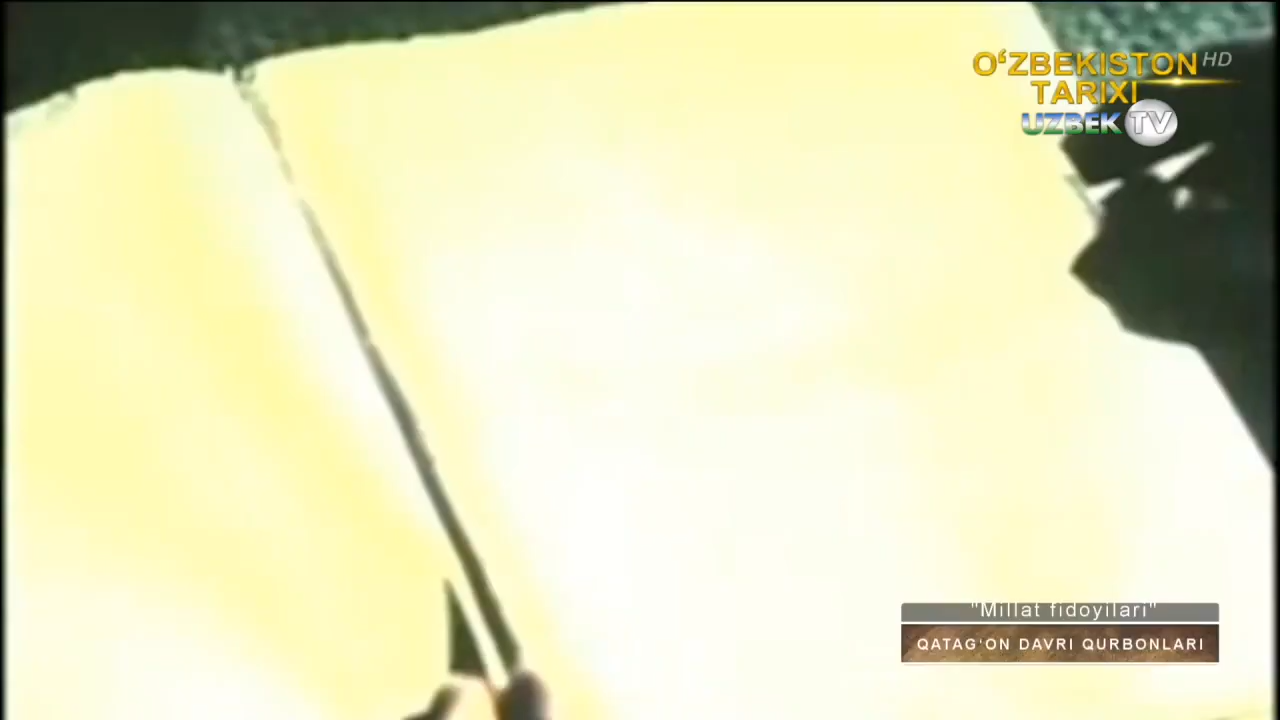 O‘ZBEKISTON HD
TARIXI
UZBEK TV
"Millat fidoyilari"
QATAG'ON DAVRI QURBONLARI